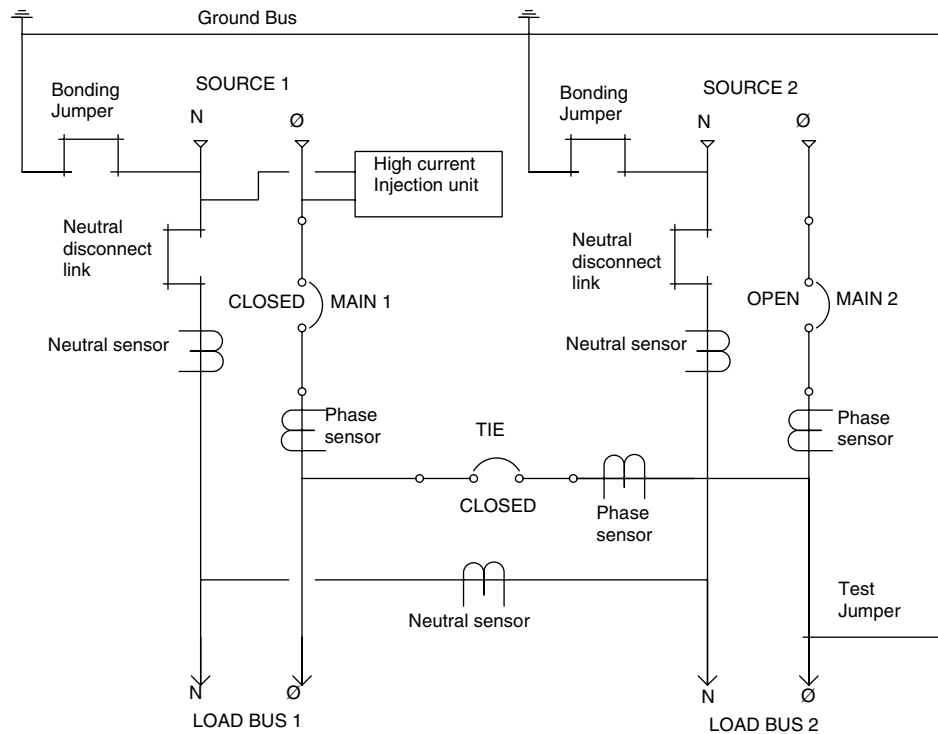 Ground Bus
SOURCE 1
SOURCE 2
Bonding
Jumper
Bonding
Jumper
N
Ø
N
Ø
High current
Injection unit
Neutral
disconnect
link
Neutral
disconnect
link
CLOSED
MAIN 1
OPEN
MAIN 2
Neutral sensor
Neutral sensor
Phase
sensor
Phase
sensor
TIE
CLOSED
Phase
sensor
Test
Jumper
Neutral sensor
N
Ø
N
Ø
LOAD BUS 1
LOAD BUS 2